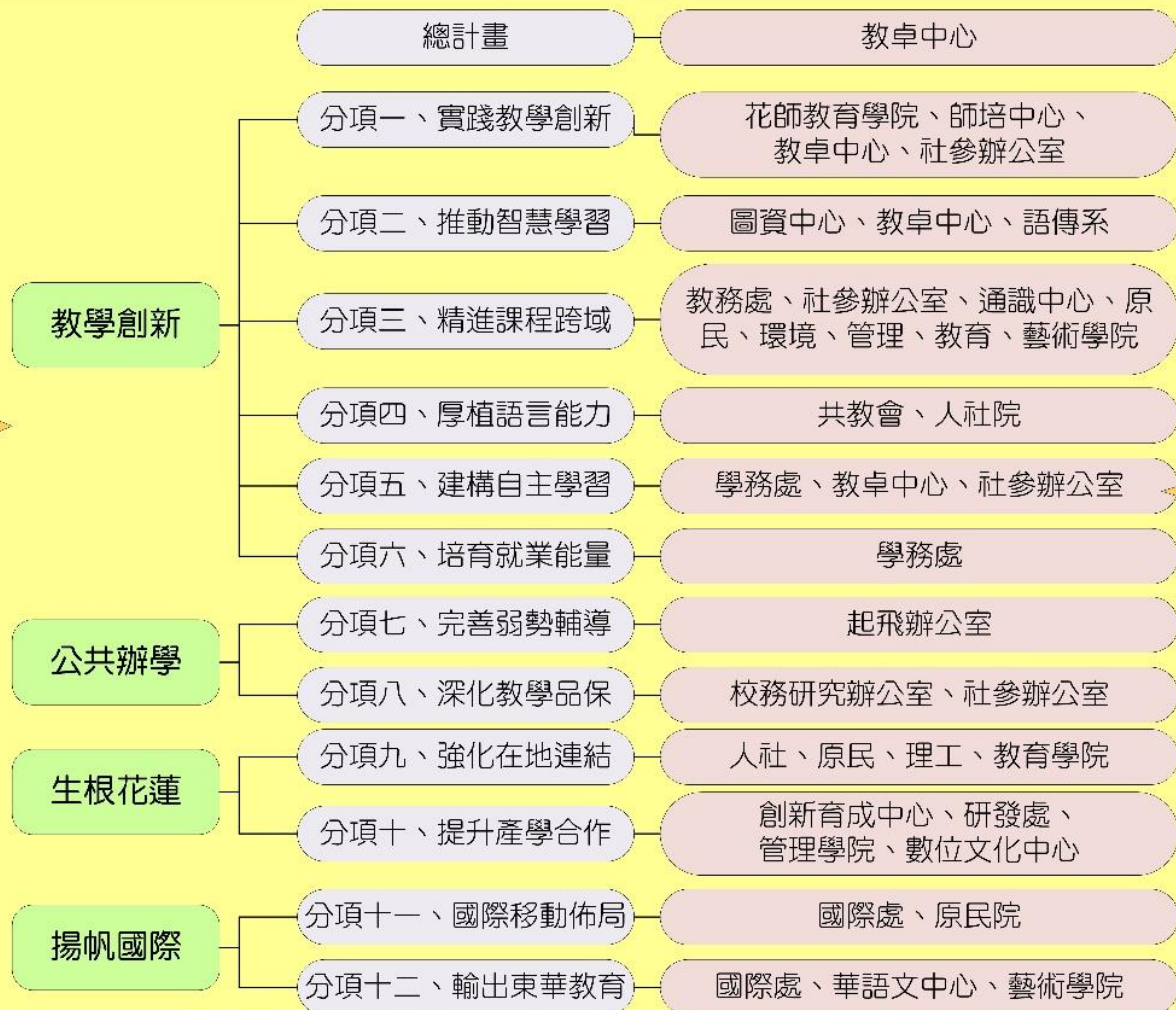 總計畫
教卓中心
教學創新
分項一、實踐教學創新
花師教育學院、師培中心、
教卓中心、社參辦公室
分項二、推動智慧學習
圖資中心、教卓中心、語傳系
分項三、精進課程跨域
教務處、社參辦公室、通識中心、原
民、環境、管理、教育、藝術學院
分項四、厚植語言能力
共教會、人社院
分項五、建構自主學習
學務處、教卓中心、社參辦公室
分項六、培育就業能量
學務處
公共辦學
分項七、完善弱勢輔導
起飛辦公室
分項八、深化教學品保
校務研究辦公室、社參辦公室
生根花蓮
分項九、強化在地連結
人社、原民、理工、教育學院
分項十、提升產學合作
創新育成中心、研發處、
管理學院、數位文化中心
揚帆國際
分項十一、國際移動佈局
國際處、原民院
分項十二、輸出東華教育
國際處、華語文中心、藝術學院